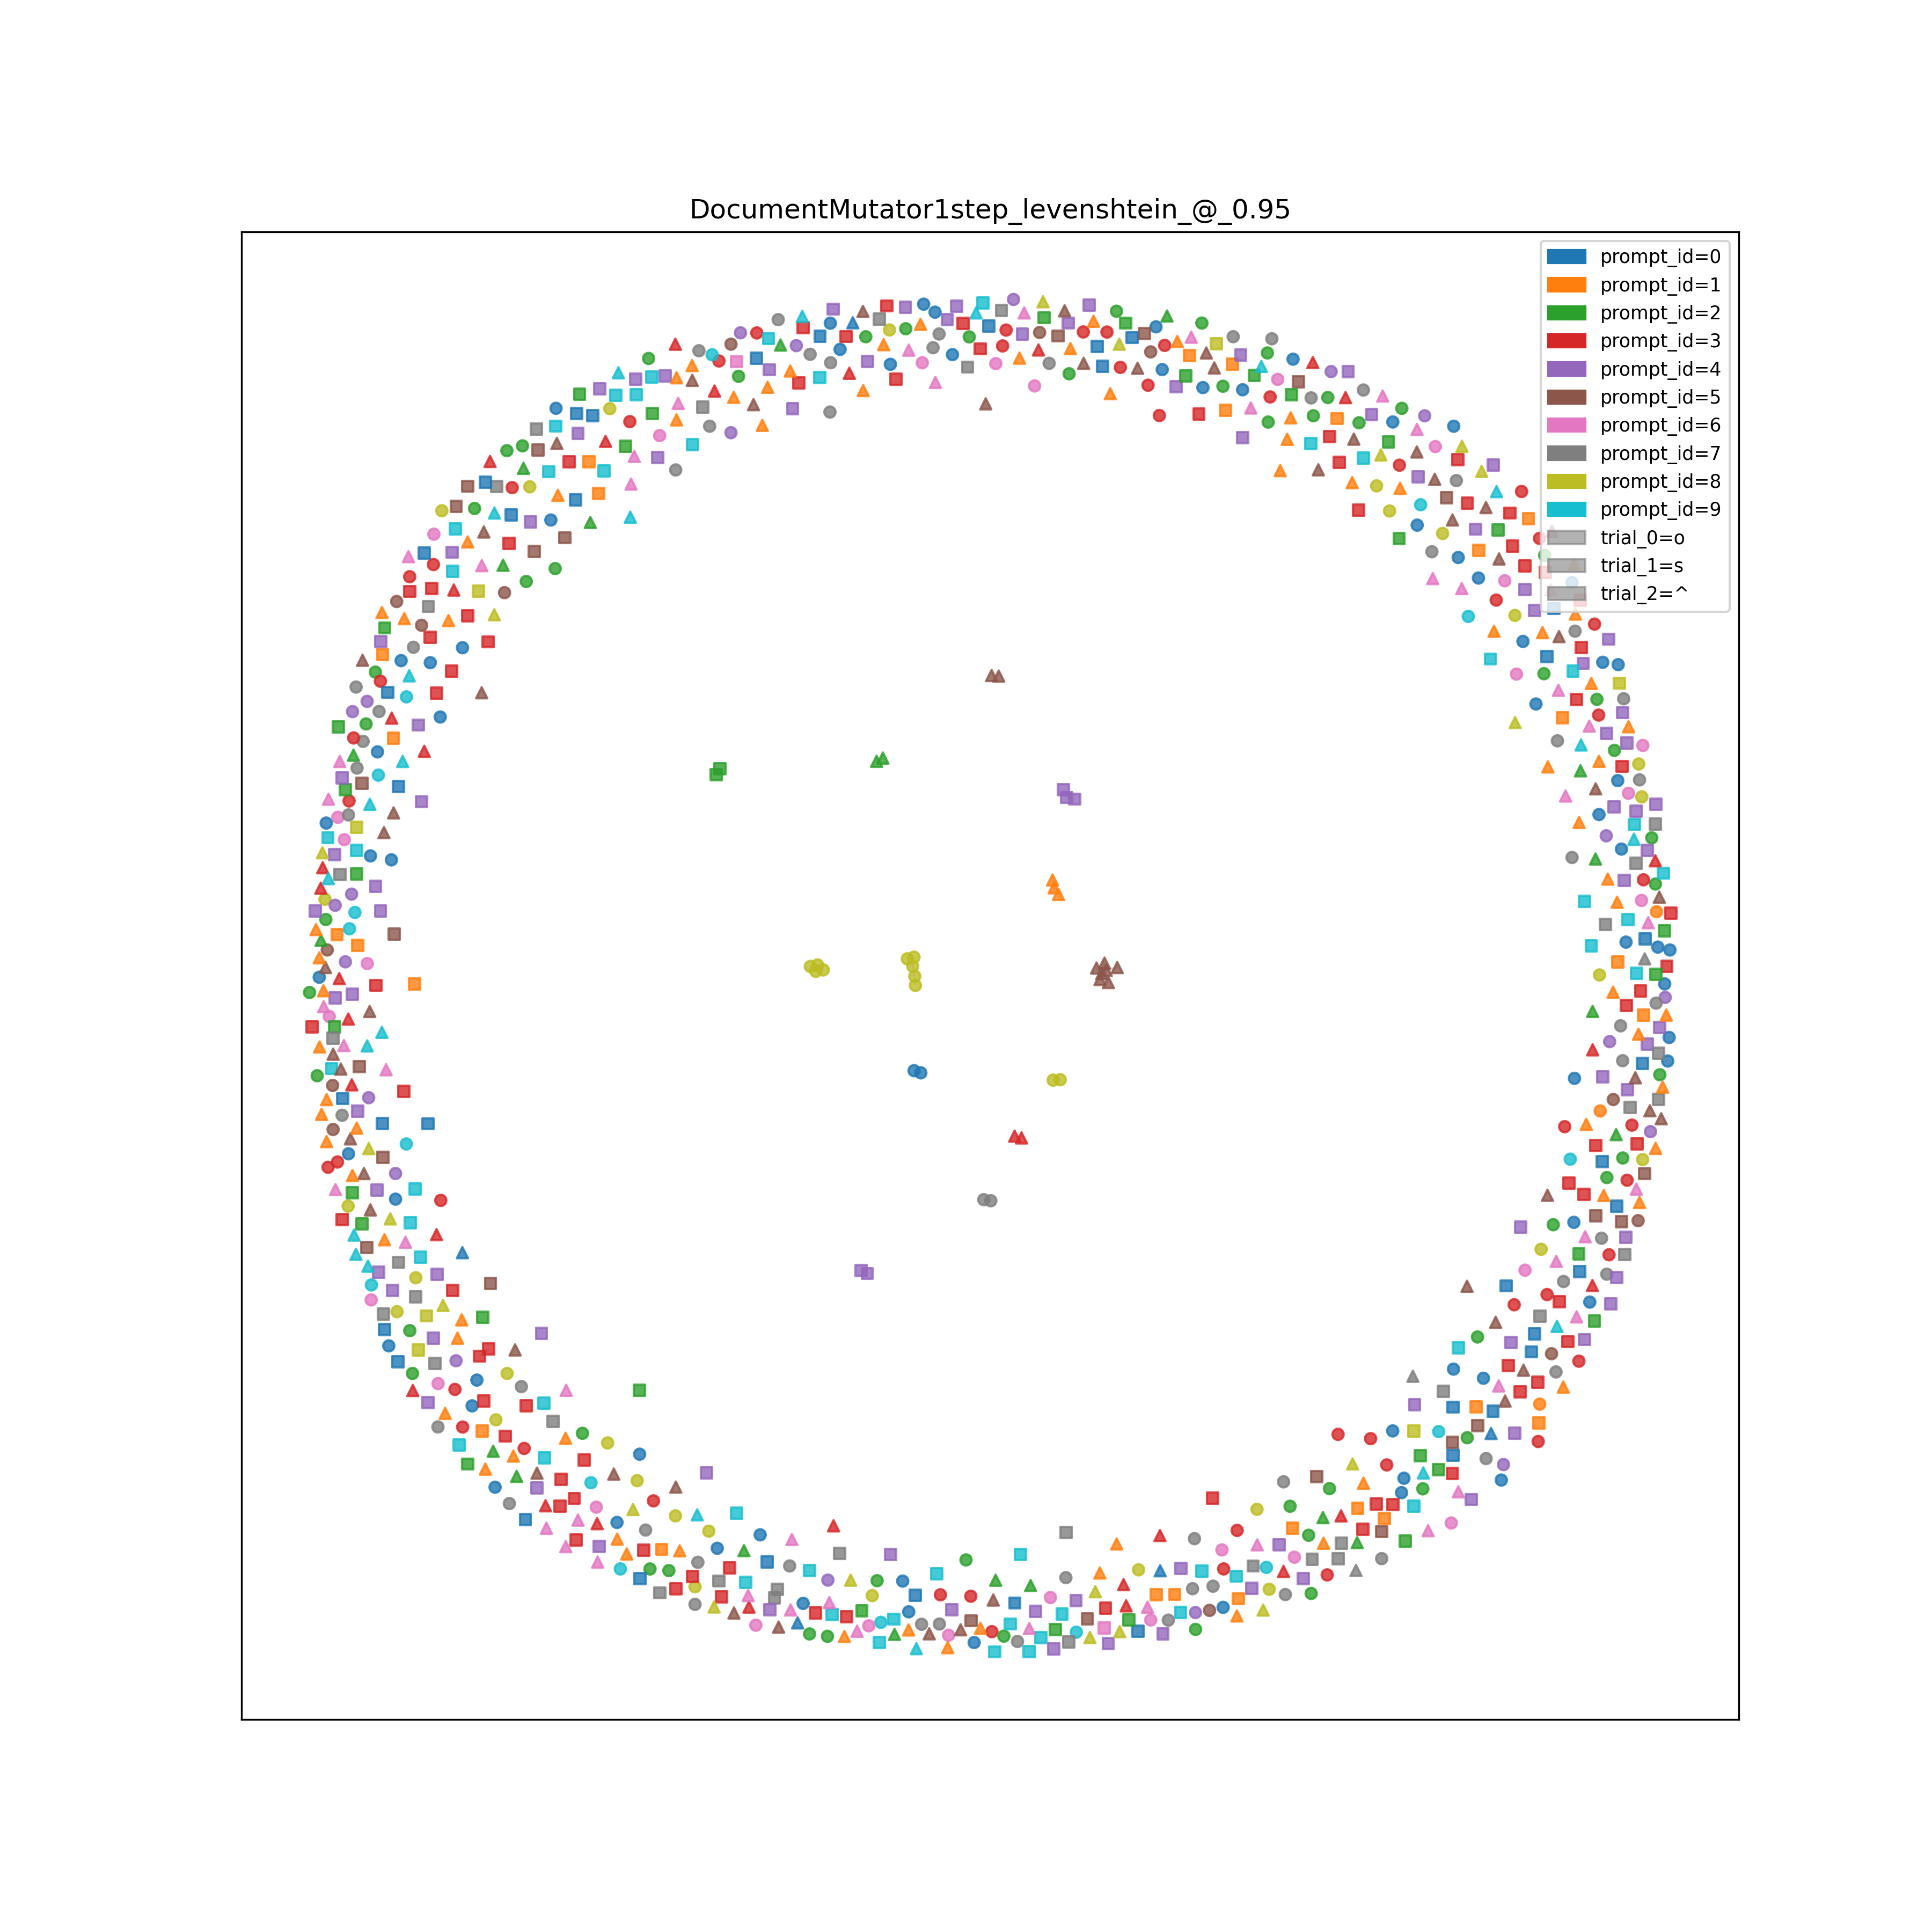 DocumentMutator1step_levenshtein_@_0.95
prompt_id=0
prompt_id=1
prompt_id=2
prompt_id=3
prompt_id=4
prompt_id=5
prompt_id=6
prompt_id=7
prompt_id=8
prompt_id=9
trial_0=o
trial_1=s
trial_2=^